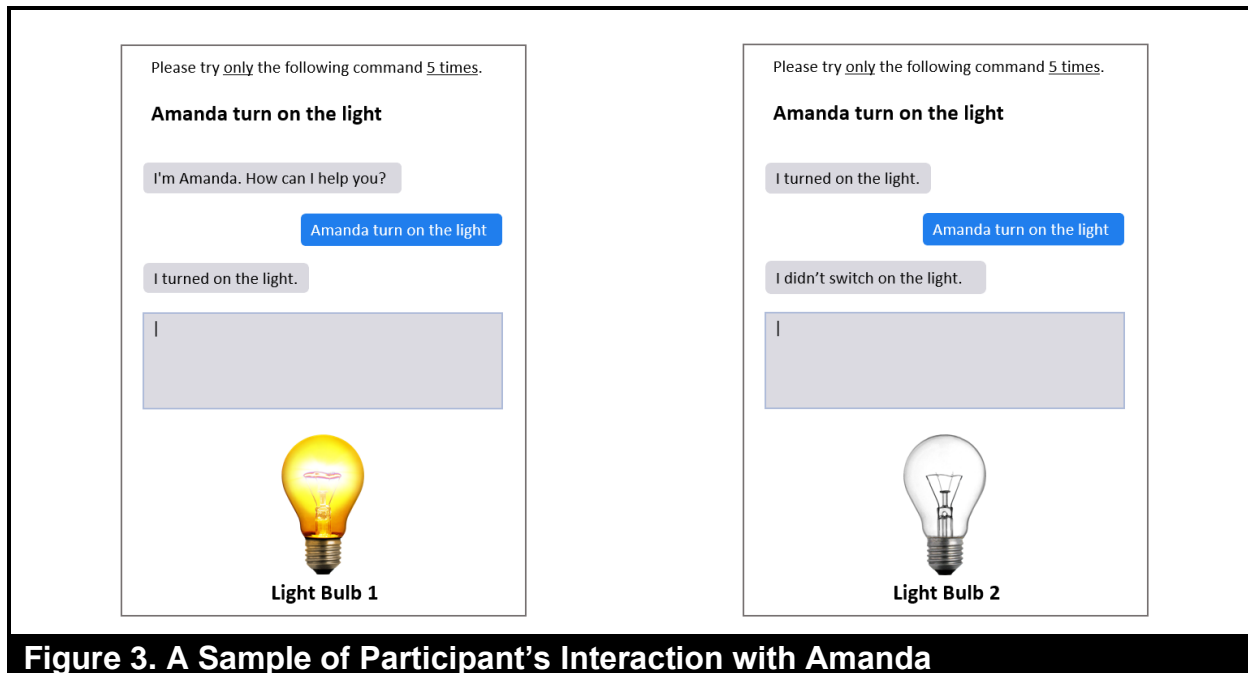 Please try only the following command 5 times.
Amanda turn on the light
I'm Amanda. How can I help you?
Amanda turn on the light
I turned on the light.
Light Bulb 1
Please try only the following command 5 times.
Amanda turn on the light
I turned on the light.
Amanda turn on the light
I didn’t switch on the light.
Light Bulb 2
Figure 3. A Sample of Participant’s Interaction with Amanda